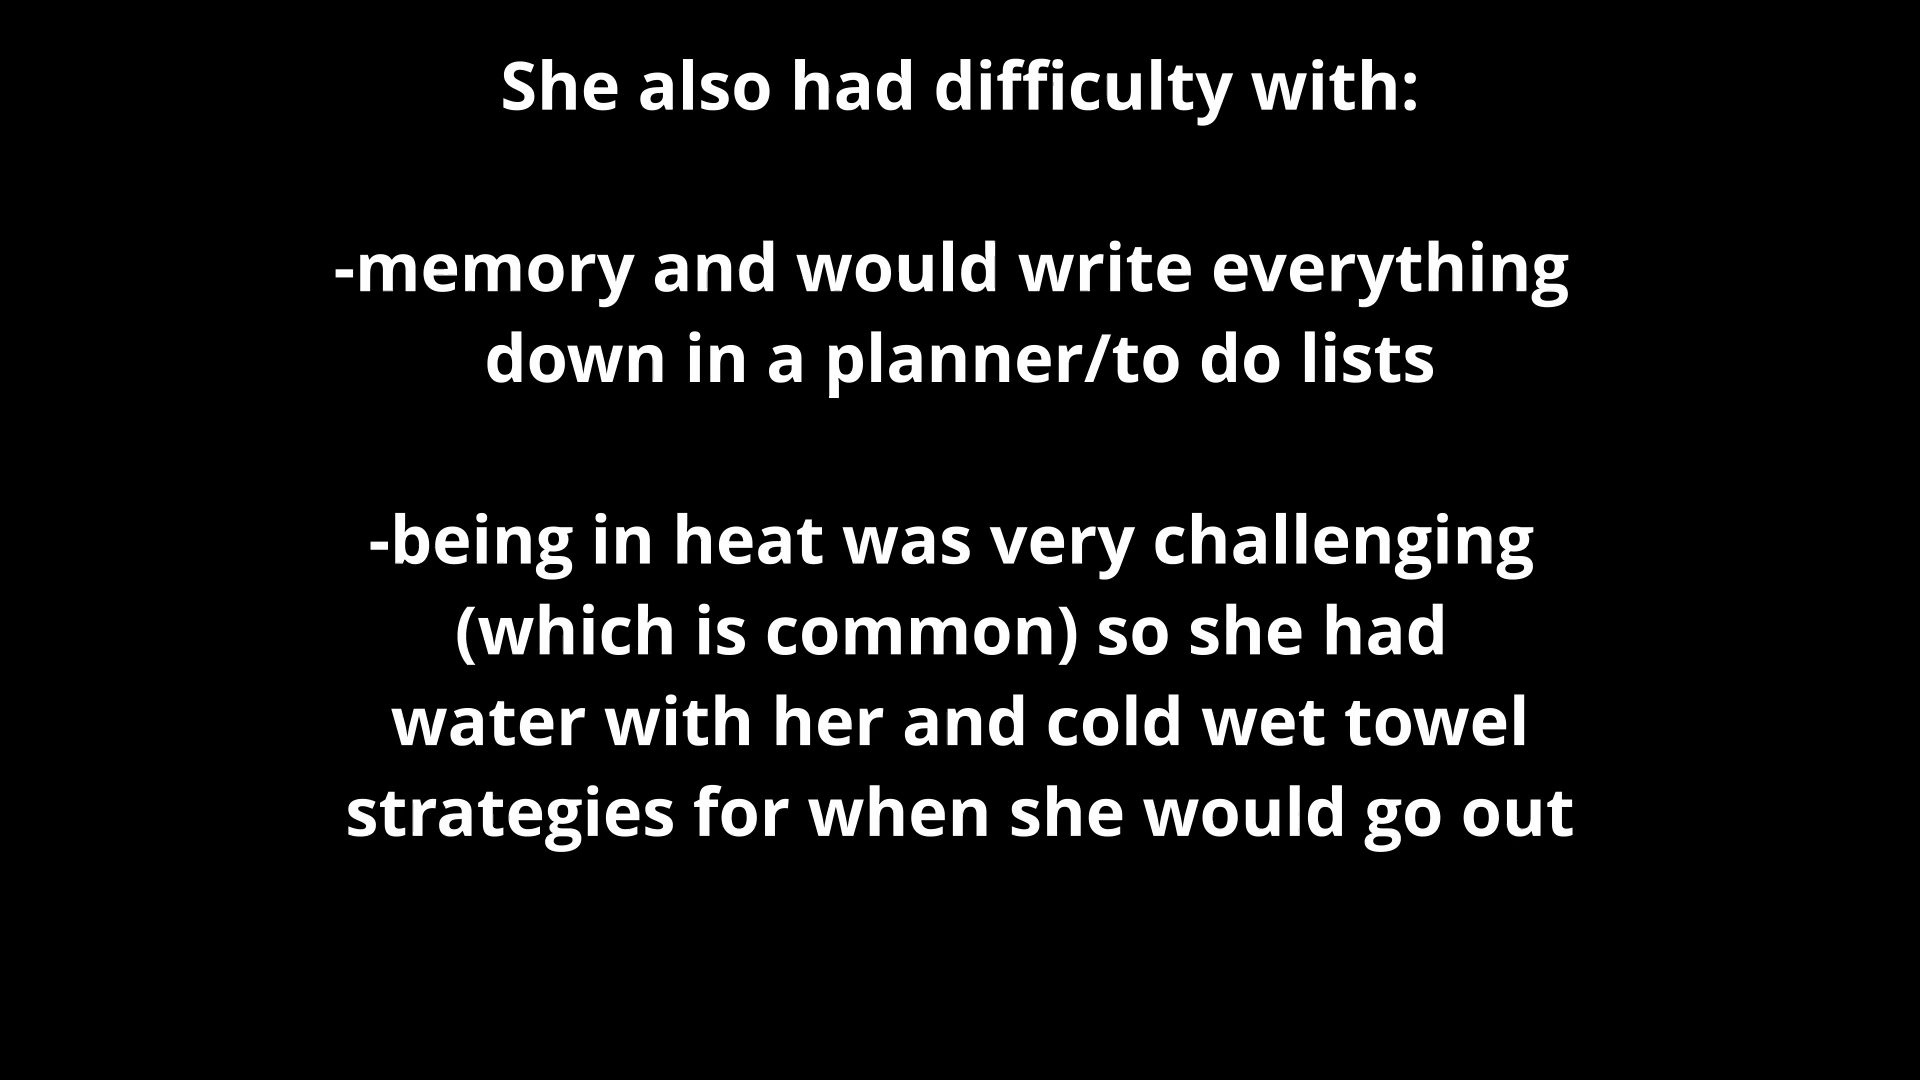 She also had difficulty with:
-memory and would write everything
down in a planner/to do lists
-being in heat was very challenging
(which is common) so she had
water with her and cold wet towel
strategies for when she would go out